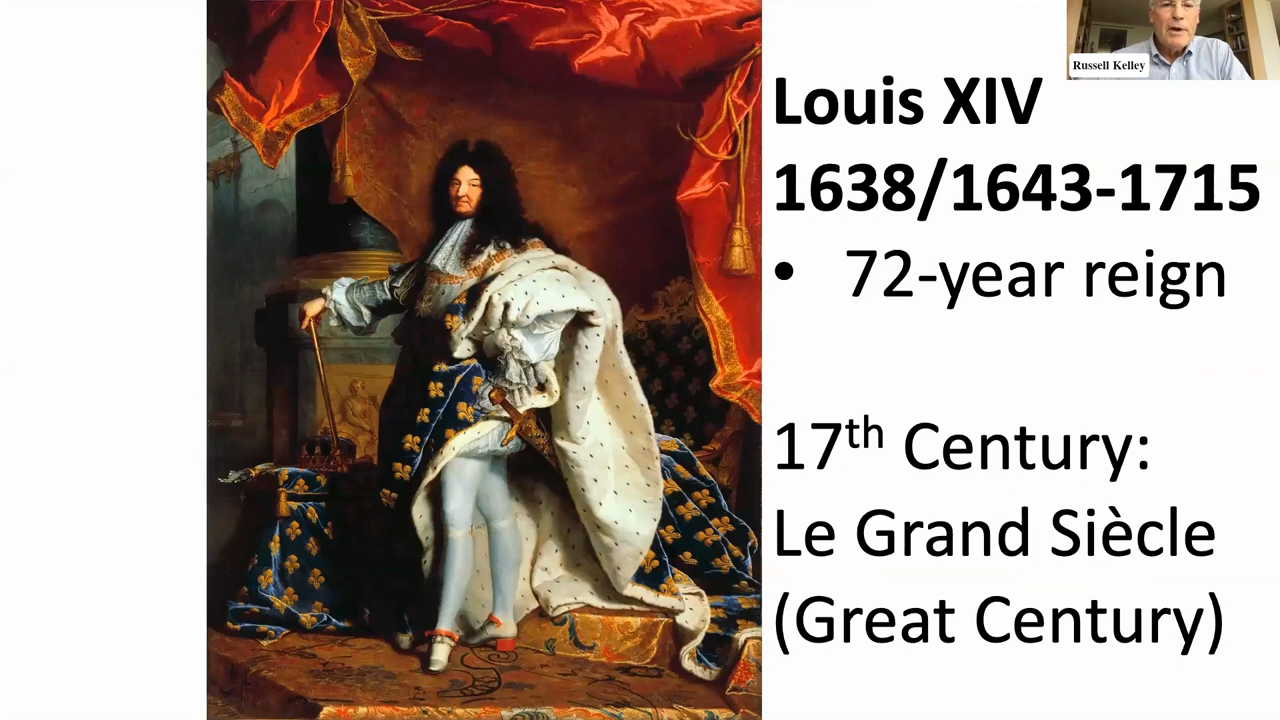 Russell Kelley
Louis XIV
1638/1643-1715
• 72-year reign
17th Century:
Le Grand Siècle
(Great Century)